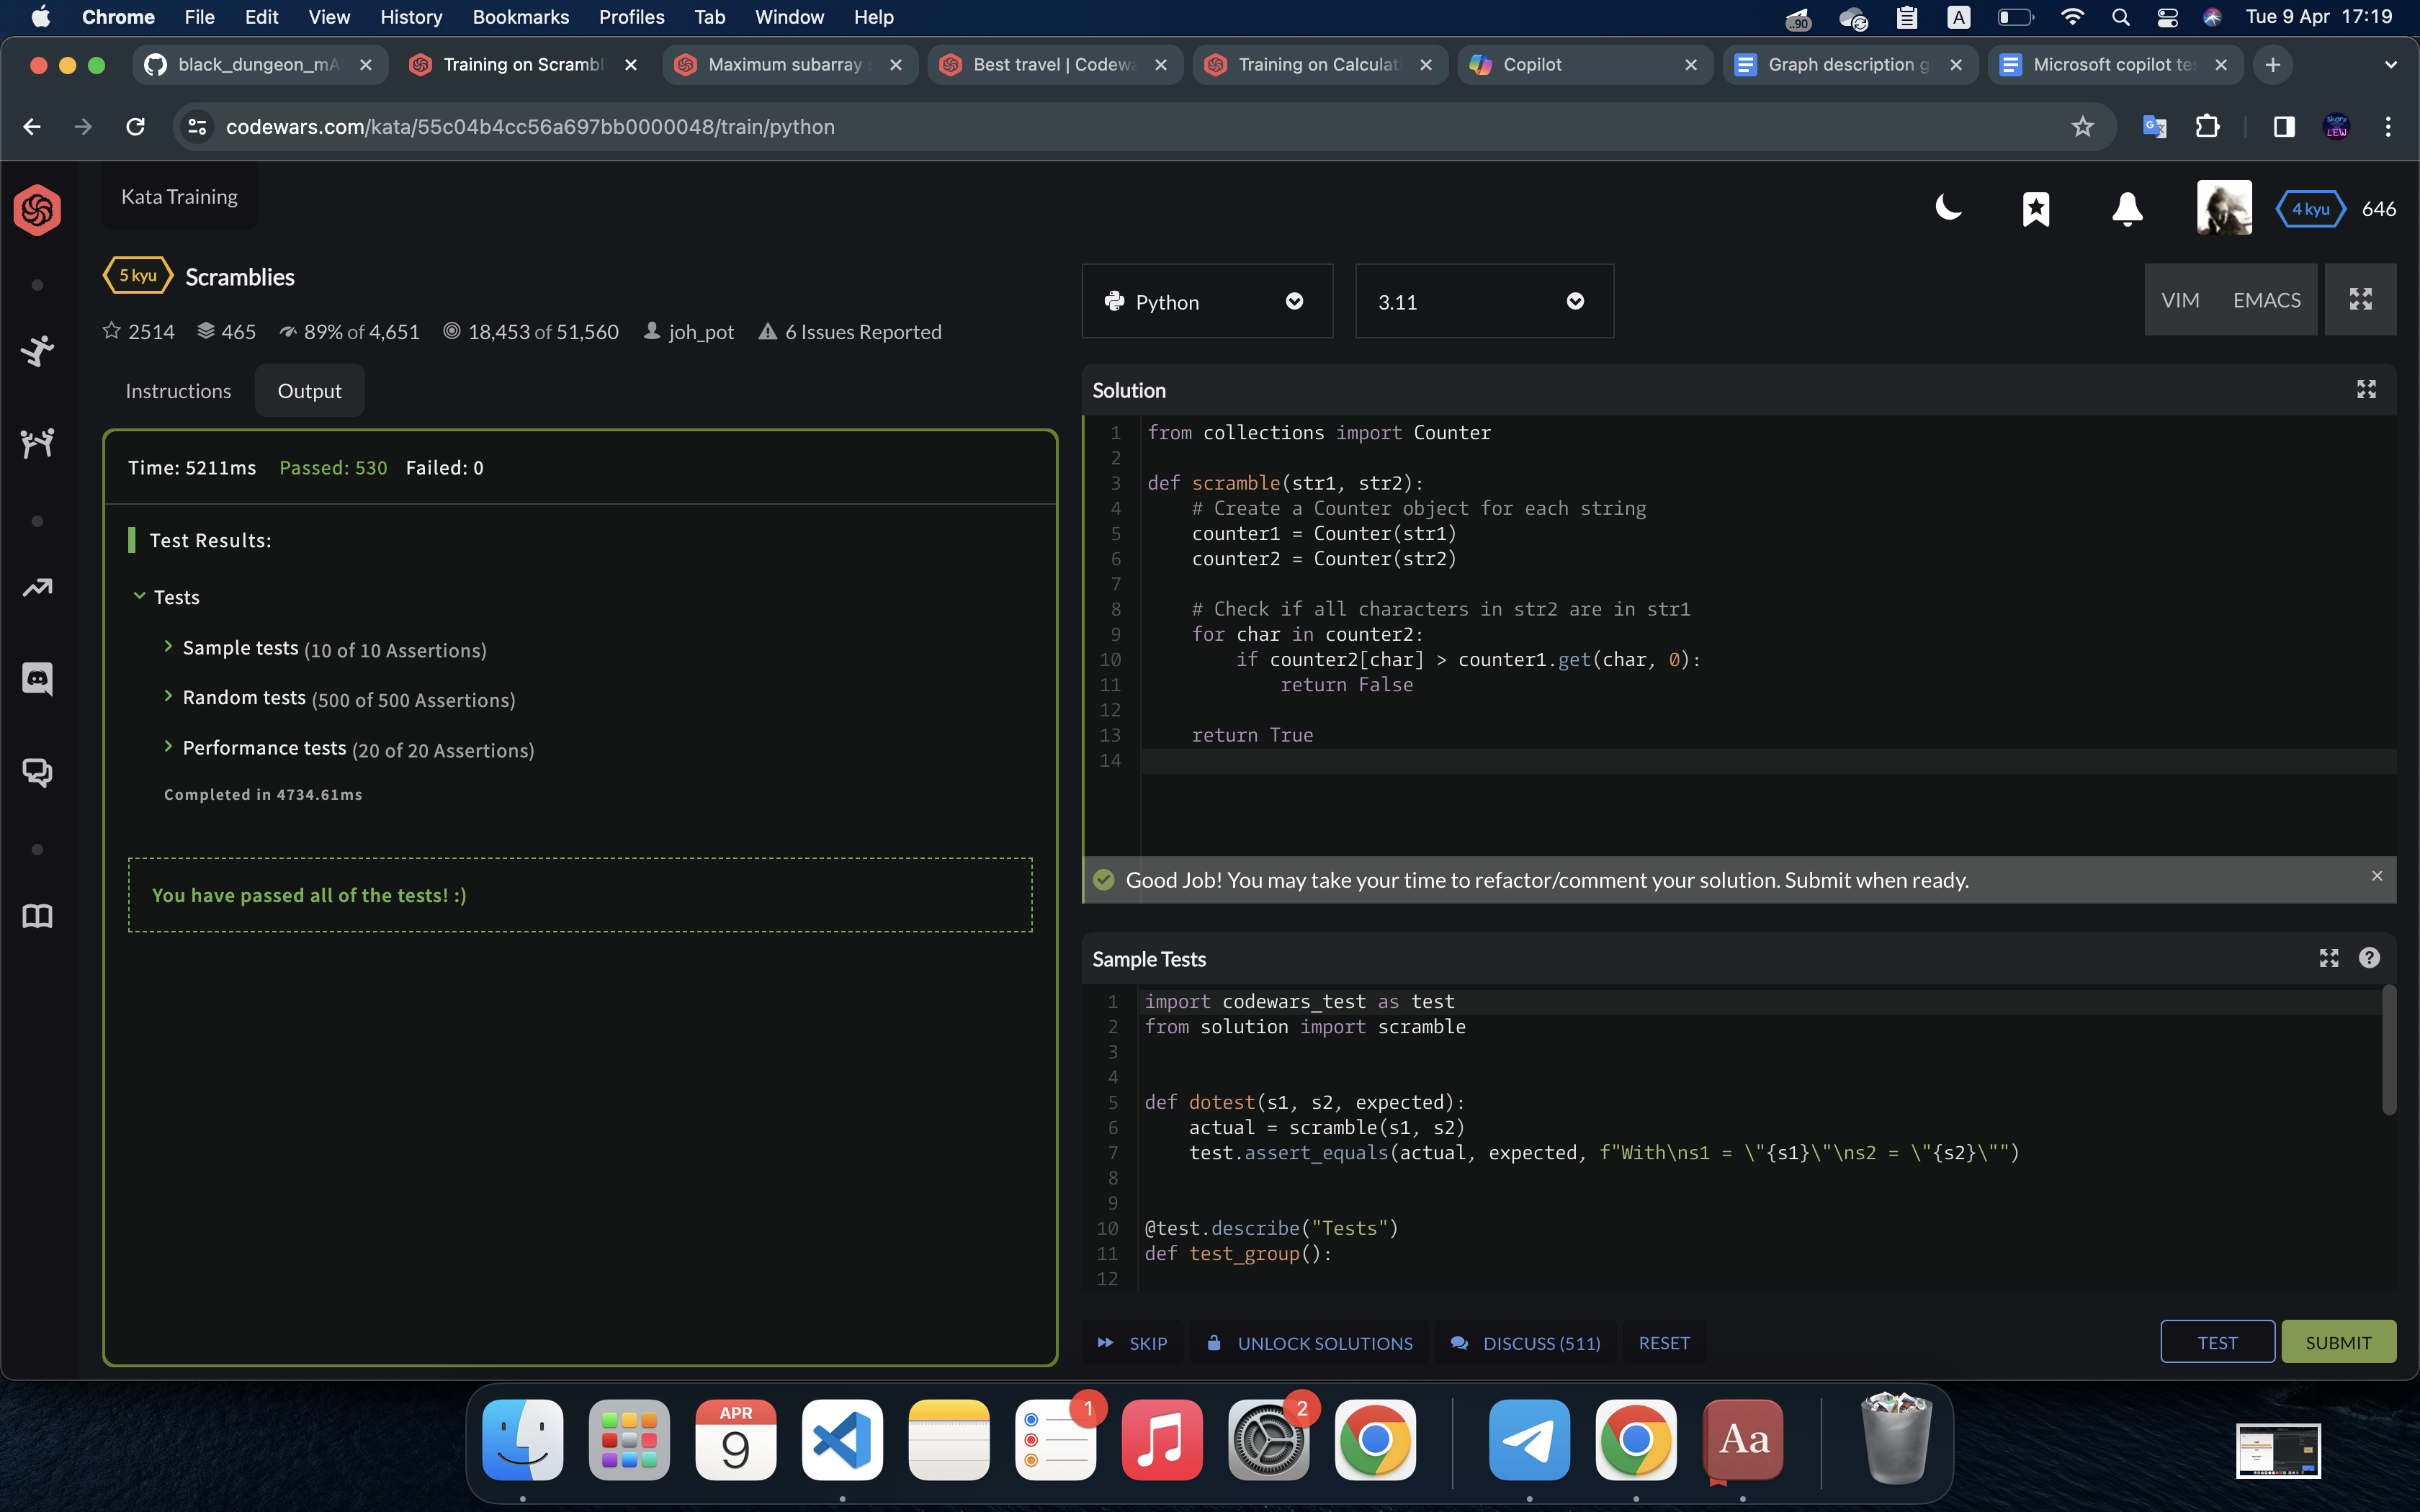 Chrome File Edit View History Bookmarks Profiles Tab Window Help
..90 A Tue 9 Apr 17:19
black_dungeon_mA
Training on Scrambl
Maximum subarray s
Best travel | Codewa
Training on Calculat
Copilot
Graph description g
Microsoft copilot te
codewars.com/kata/55c04b4cc56a697bb0000048/train/python
LEW
Kata Training
4 kyu 646
5 kyu Scramblies
2514 465 89% of 4,651 18,453 of 51,560 joh_pot 6 Issues Reported
Instructions Output
Time: 5211ms Passed: 530 Failed: 0
Test Results:
Tests
Sample tests (10 of 10 Assertions)
Random tests (500 of 500 Assertions)
Performance tests (20 of 20 Assertions)
Completed in 4734.61ms
You have passed all of the tests! :)
Python 3.11 VIM EMACS
Solution
1 from collections import Counter
2
3 def scramble(str1, str2):
4 # Create a Counter object for each string
5 counter1 = Counter(str1)
6 counter2 = Counter(str2)
7
8 # Check if all characters in str2 are in str1
9 for char in counter2:
10 if counter2[char] > counter1.get(char, 0):
11 return False
12
13 return True
14
Good Job! You may take your time to refactor/comment your solution. Submit when ready.
Sample Tests
1 import codewars_test as test
2 from solution import scramble
3
4
5 def dotest(s1, s2, expected):
6 actual = scramble(s1, s2)
7 test.assert_equals(actual, expected, f"With\ns1 = \"{s1}\"\ns2 = \"{s2}\"")
8
9
10 @test.describe("Tests")
11 def test_group():
12
SKIP UNLOCK SOLUTIONS DISCUSS (511) RESET TEST SUBMIT
APR
9
1
2
Aa